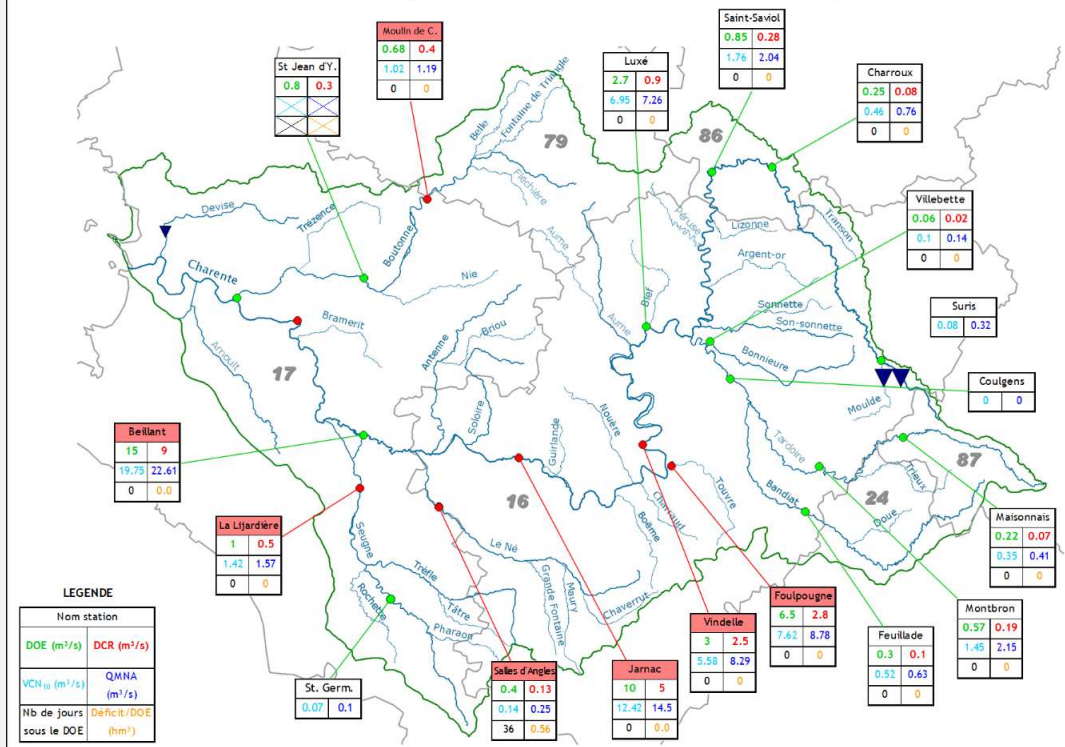 Saint-Saviol
0.85 0.28
1.76 2.04
0 0
Moulin de C.
0.68 0.4
1.02 1.19
0 0
Luxé
2.7 0.9
6.95 7.26
0 0
St Jean d'Y.
0.8 0.3
Charroux
0.25 0.08
0.46 0.76
0 0
Belle
Fontaine de Triangle
79
86
Fléchière
Devise
Trézence
Boutonne
Aume
Péruse
Lizonne
Transon
Villebette
0.06 0.02
0.1 0.14
0 0
Charente
Nie
Argent-or
Bief
Aume
Sonnette
Son-sonnette
Suris
0.08 0.32
Bramerit
Antenne
Briou
Bonnieure
Arnoult
17
Soloire
Moulde
Coulgens
0 0
Nouère
Guirlande
Beillant
15 9
19.75 22.61
0 0.0
Tardoire
87
Trieux
24
16
Touvre
Bandiat
Doue
Charraud
Boëme
La Lijardière
1 0.5
1.42 1.57
0 0
Seugne
Le Né
Maisonnais
0.22 0.07
0.35 0.41
0 0
Trèfle
Rochette
Tâtre
Pharaon
Grande Fontaine
Maury
Chaverrut
Foulpougne
6.5 2.8
7.62 8.78
0 0
Montbron
0.57 0.19
1.45 2.15
0 0
Vindelle
3 2.5
5.58 8.29
0 0
Feuillade
0.3 0.1
0.52 0.63
0 0
St. Germ.
0.07 0.1
Salles d'Angles
0.4 0.13
0.14 0.25
36 0.56
Jarnac
10 5
12.42 14.5
0 0.0
LEGENDE
Nom station
DOE (m³/s) DCR (m³/s)
VCN₁₀ (m³/s) QMNA (m³/s)
Nb de jours sous le DOE Déficit/DOE (hm³)